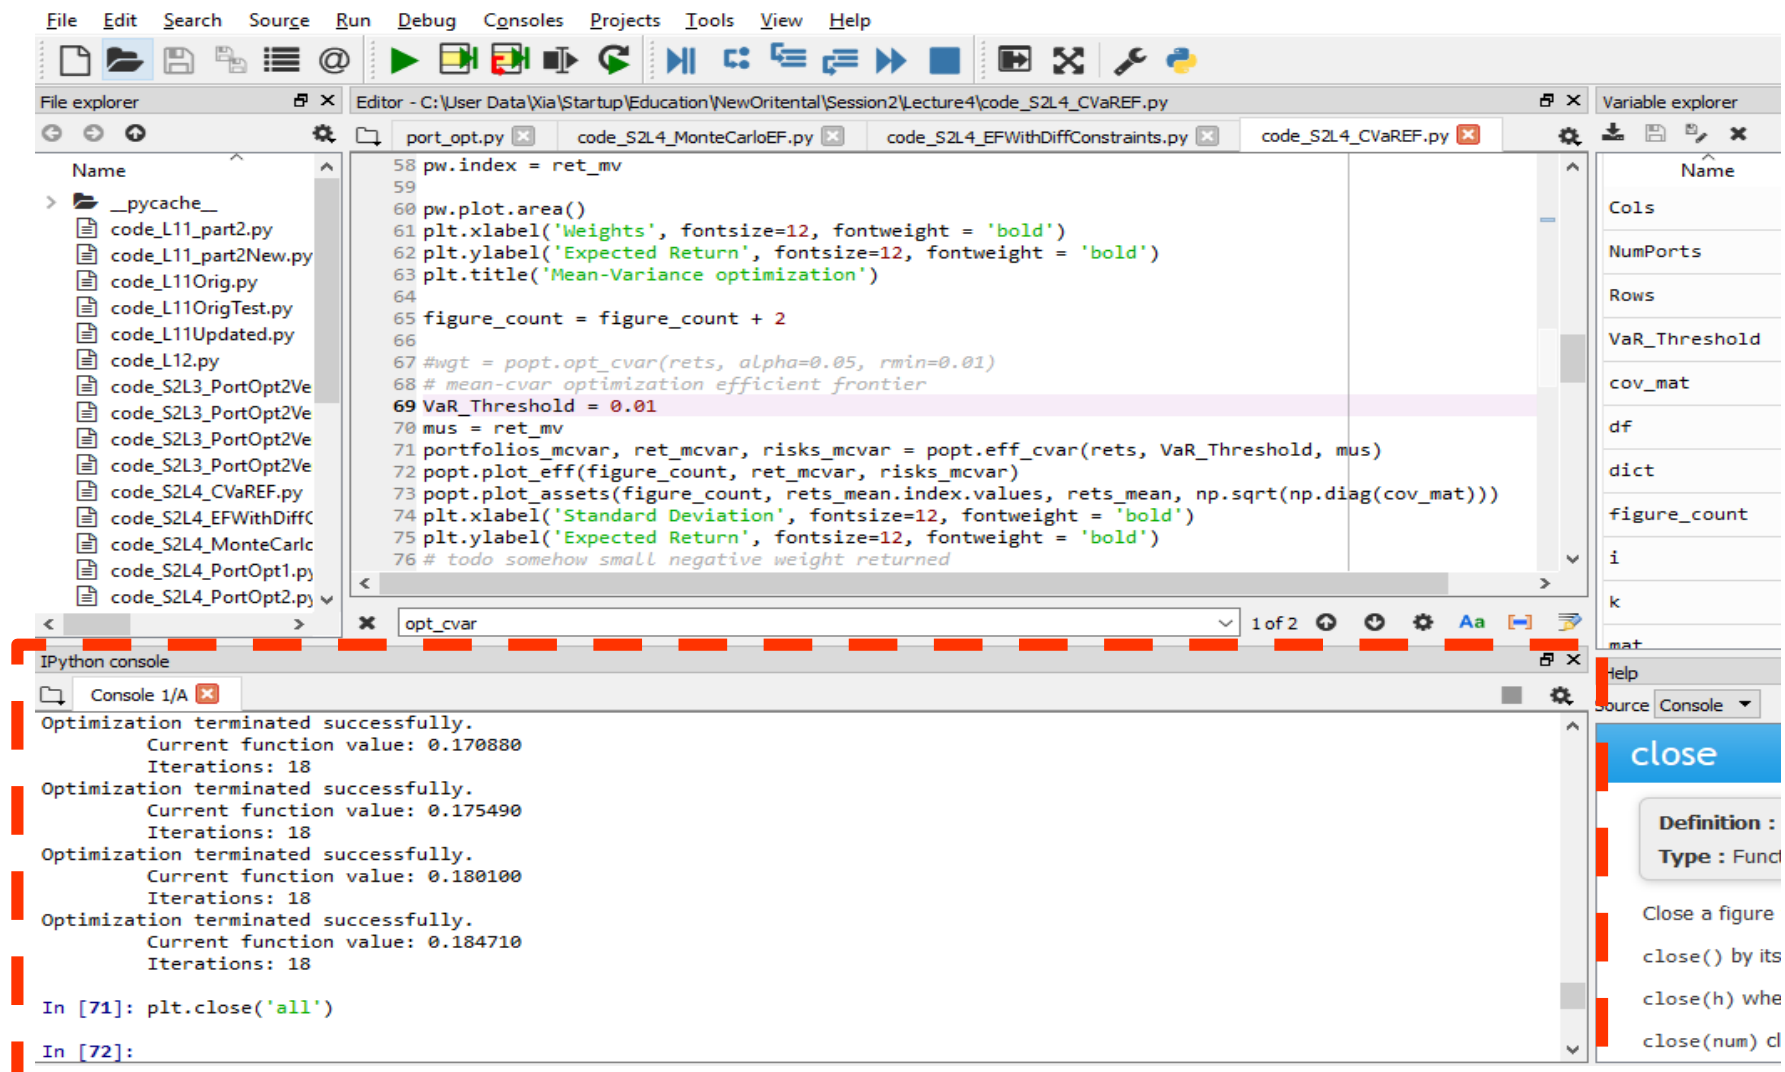 File Edit Search Source Run Debug Consoles Projects Tools View Help
File explorer
Name
__pycache__
code_L11_part2.py
code_L11_part2New.py
code_L11Orig.py
code_L11OrigTest.py
code_L11Updated.py
code_L12.py
code_S2L3_PortOpt2Ve
code_S2L3_PortOpt2Ve
code_S2L3_PortOpt2Ve
code_S2L3_PortOpt2Ve
code_S2L4_CVaREF.py
code_S2L4_EFWithDiffC
code_S2L4_MonteCarlc
code_S2L4_PortOpt1.py
code_S2L4_PortOpt2.py
Editor - C:\User Data\Xia\Startup\Education\NewOritental\Session2\Lecture4\code_S2L4_CVaREF.py
port_opt.py code_S2L4_MonteCarloEF.py code_S2L4_EFWithDiffConstraints.py code_S2L4_CVaREF.py
58 pw.index = ret_mv
59
60 pw.plot.area()
61 plt.xlabel('Weights', fontsize=12, fontweight = 'bold')
62 plt.ylabel('Expected Return', fontsize=12, fontweight = 'bold')
63 plt.title('Mean-Variance optimization')
64
65 figure_count = figure_count + 2
66
67 #wgt = popt.opt_cvar(rets, alpha=0.05, rmin=0.01)
68 # mean-cvar optimization efficient frontier
69 VaR_Threshold = 0.01
70 mus = ret_mv
71 portfolios_mcvar, ret_mcvar, risks_mcvar = popt.eff_cvar(rets, VaR_Threshold, mus)
72 popt.plot_eff(figure_count, ret_mcvar, risks_mcvar)
73 popt.plot_assets(figure_count, rets_mean.index.values, rets_mean, np.sqrt(np.diag(cov_mat)))
74 plt.xlabel('Standard Deviation', fontsize=12, fontweight = 'bold')
75 plt.ylabel('Expected Return', fontsize=12, fontweight = 'bold')
76 # todo somehow small negative weight returned
opt_cvar 1 of 2 Aa
Variable explorer
Name
Cols
NumPorts
Rows
VaR_Threshold
cov_mat
df
dict
figure_count
i
k
mat
IPython console
Console 1/A
Optimization terminated successfully.
Current function value: 0.170880
Iterations: 18
Optimization terminated successfully.
Current function value: 0.175490
Iterations: 18
Optimization terminated successfully.
Current function value: 0.180100
Iterations: 18
Optimization terminated successfully.
Current function value: 0.184710
Iterations: 18
In [71]: plt.close('all')
In [72]:
Help
Source Console
close
Definition :
Type : Funct
Close a figure
close() by its
close(h) whe
close(num) cl